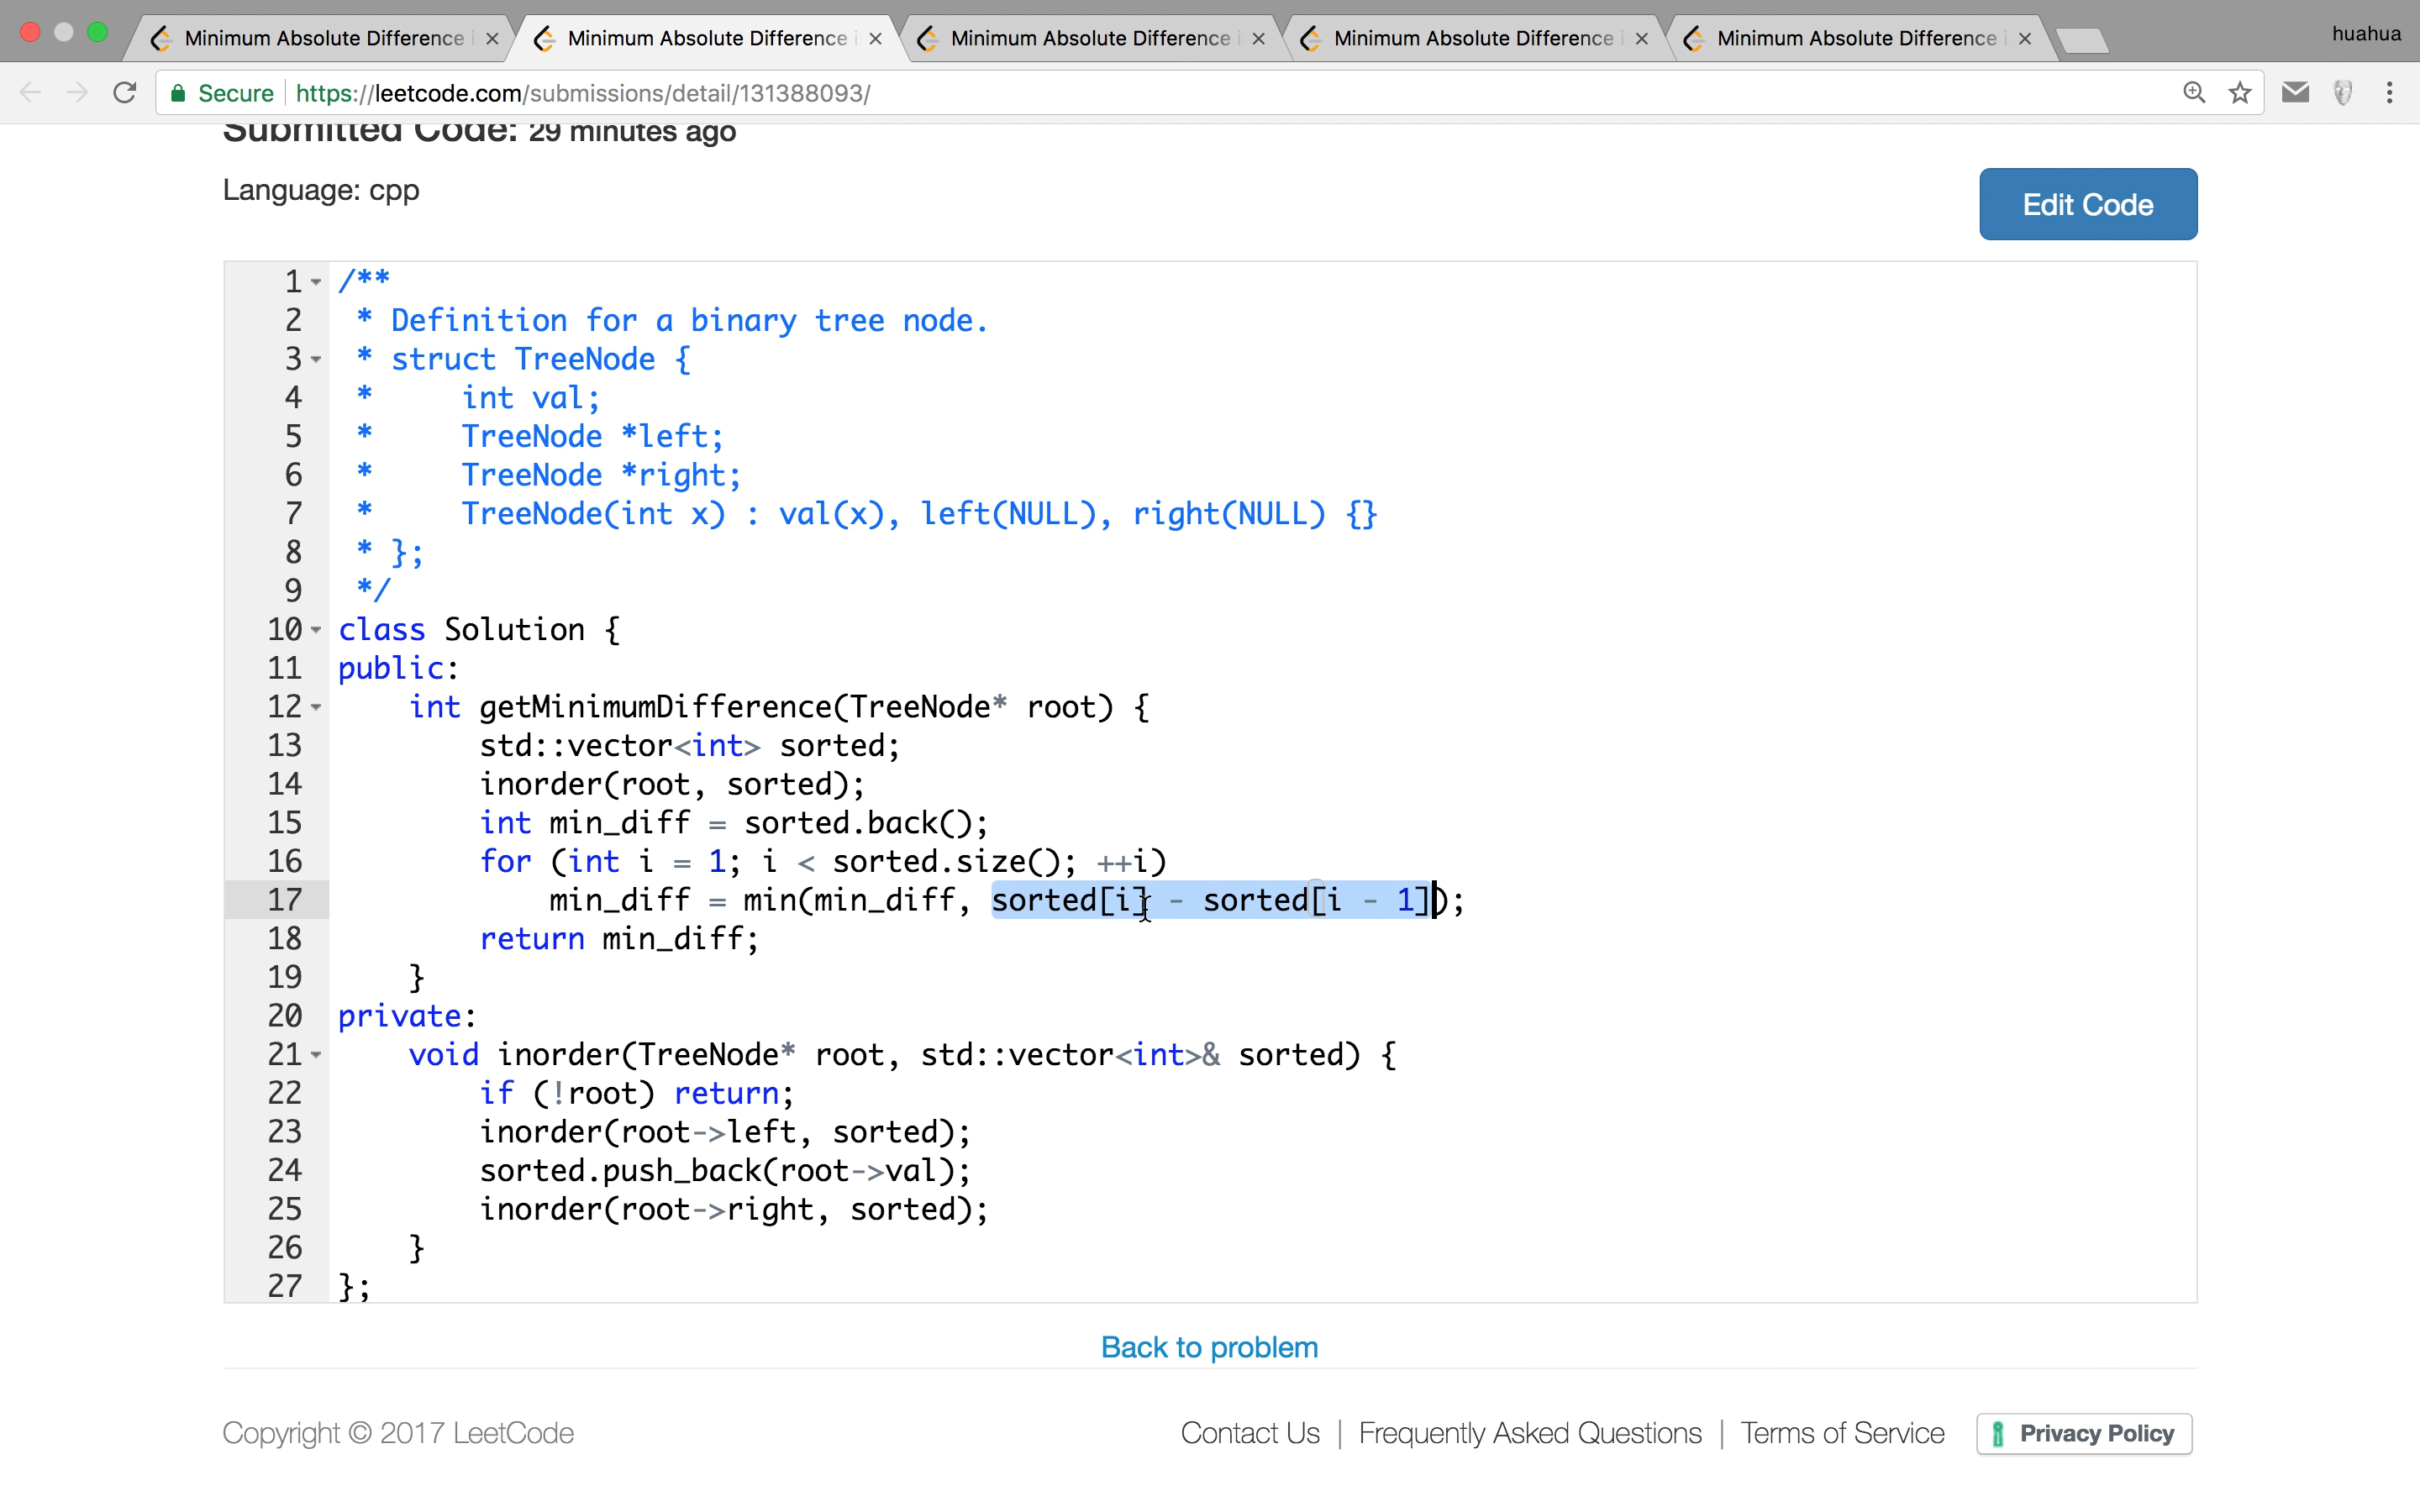 Minimum Absolute Difference i
Minimum Absolute Difference i
Minimum Absolute Difference i
Minimum Absolute Difference i
Minimum Absolute Difference i
huahua
Secure https://leetcode.com/submissions/detail/131388093/
Submitted Code: 29 minutes ago
Language: cpp
Edit Code
1 /**
2  * Definition for a binary tree node.
3  * struct TreeNode {
4  *     int val;
5  *     TreeNode *left;
6  *     TreeNode *right;
7  *     TreeNode(int x) : val(x), left(NULL), right(NULL) {}
8  * };
9  */
10 class Solution {
11 public:
12     int getMinimumDifference(TreeNode* root) {
13         std::vector<int> sorted;
14         inorder(root, sorted);
15         int min_diff = sorted.back();
16         for (int i = 1; i < sorted.size(); ++i)
17             min_diff = min(min_diff, sorted[i] - sorted[i - 1]);
18         return min_diff;
19     }
20 private:
21     void inorder(TreeNode* root, std::vector<int>& sorted) {
22         if (!root) return;
23         inorder(root->left, sorted);
24         sorted.push_back(root->val);
25         inorder(root->right, sorted);
26     }
27 };
Back to problem
Copyright © 2017 LeetCode
Contact Us | Frequently Asked Questions | Terms of Service
Privacy Policy